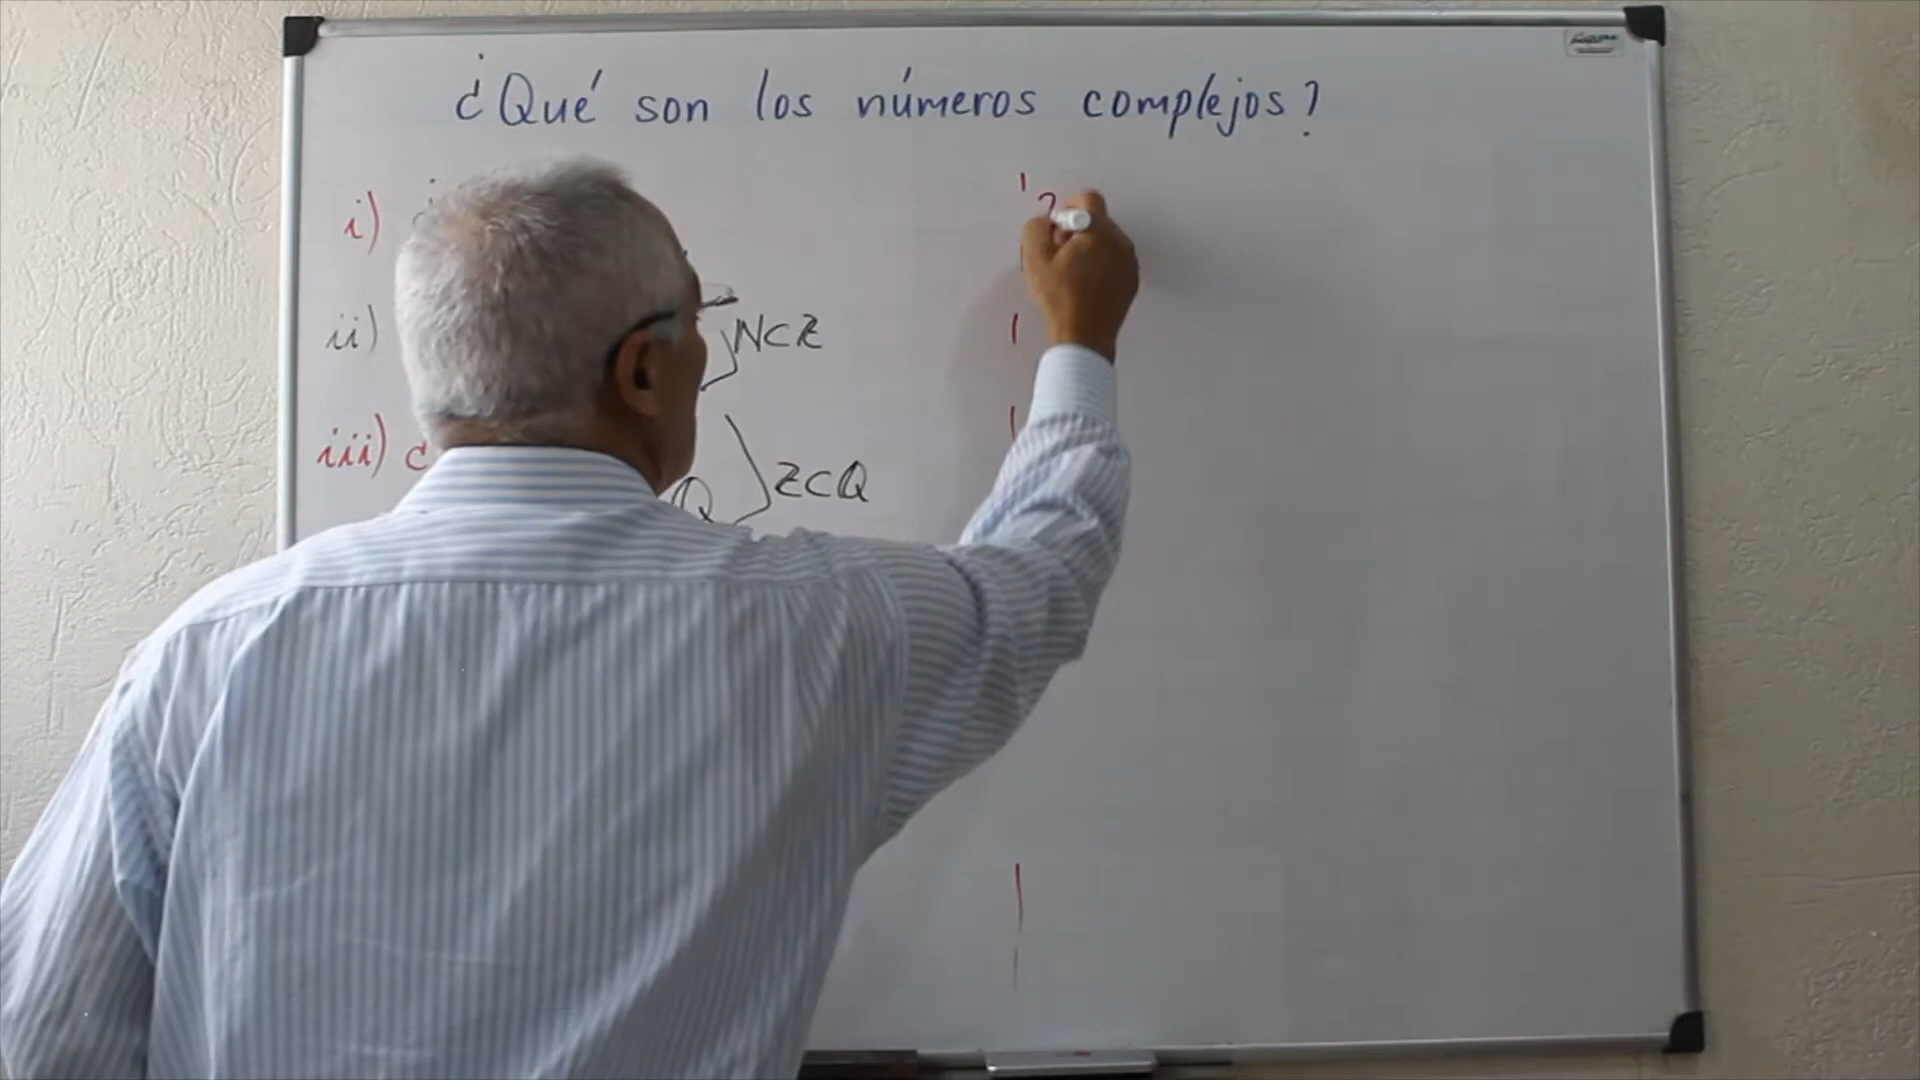 ¿Qué son los números complejos?
i)
ii) N⊂Z
iii) ¿
Q Z⊂Q